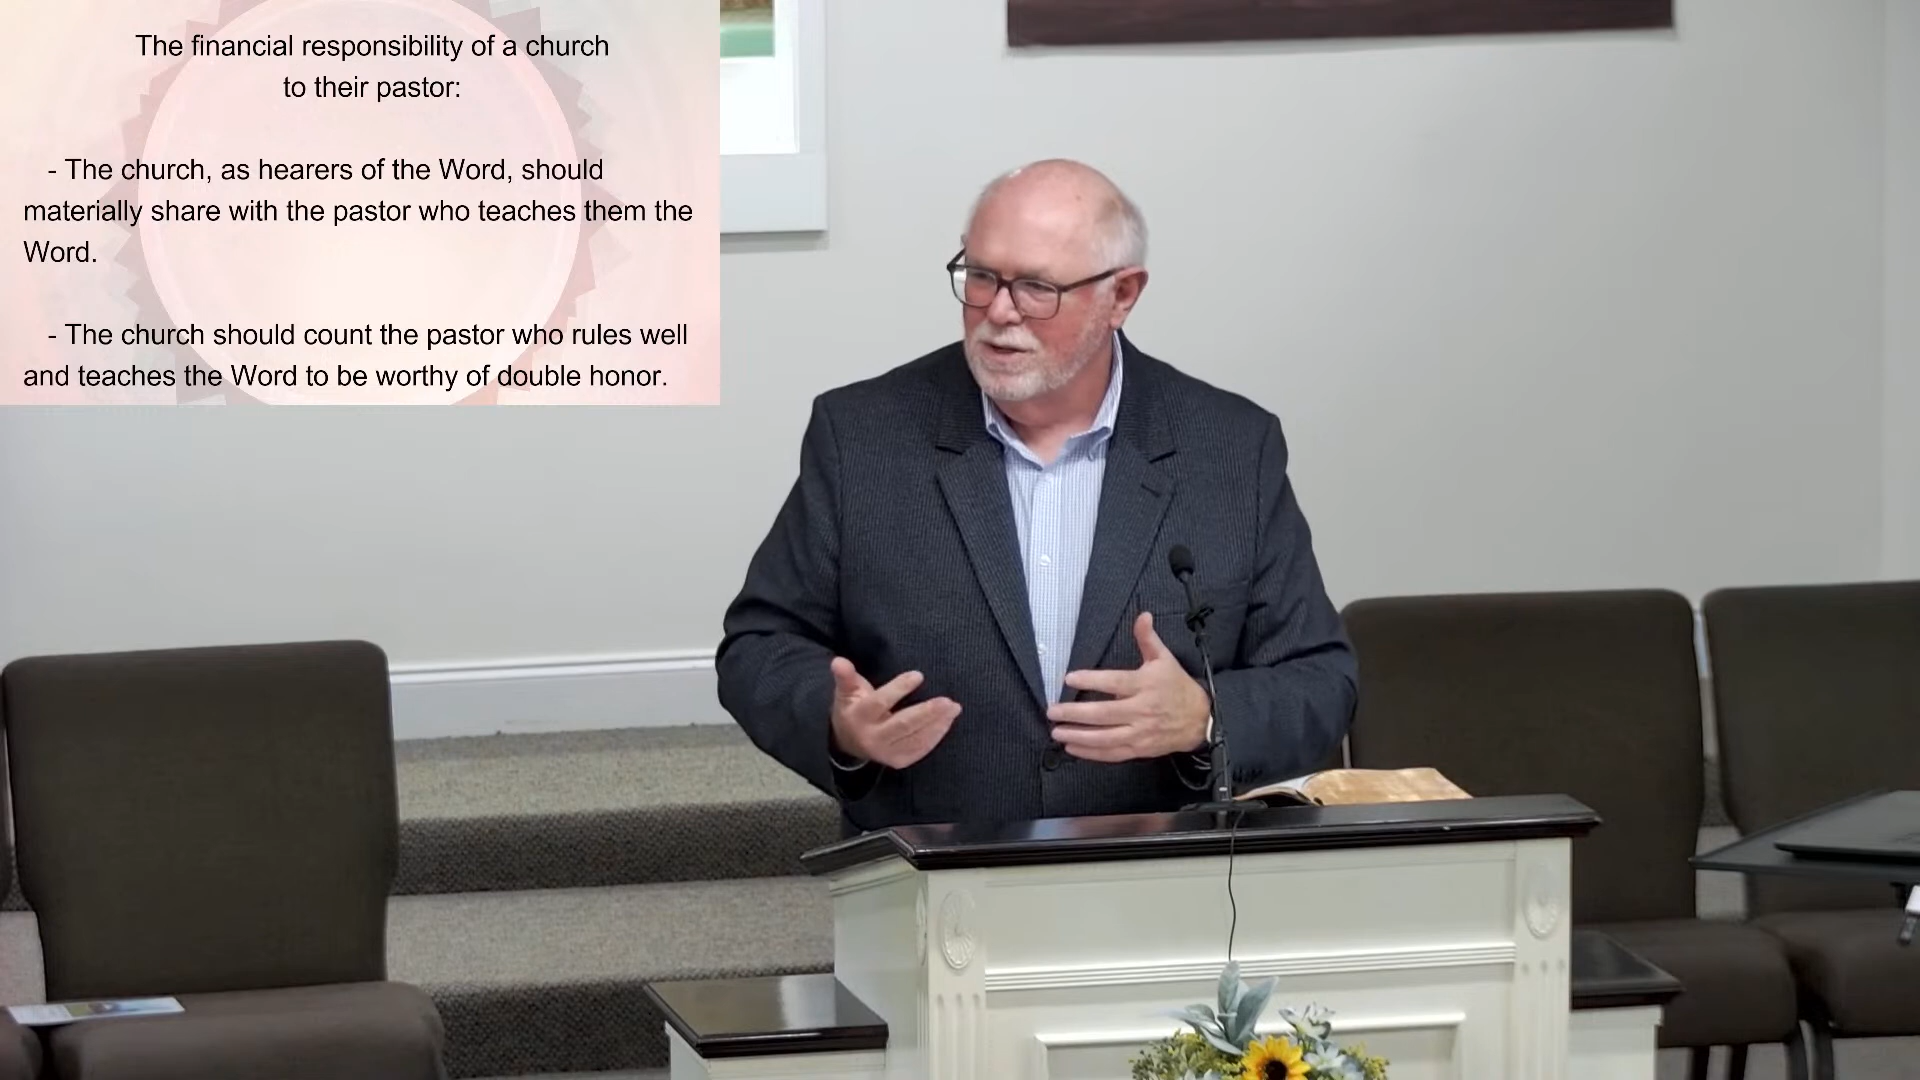 The financial responsibility of a church
to their pastor:
- The church, as hearers of the Word, should
materially share with the pastor who teaches them the
Word.
- The church should count the pastor who rules well
and teaches the Word to be worthy of double honor.